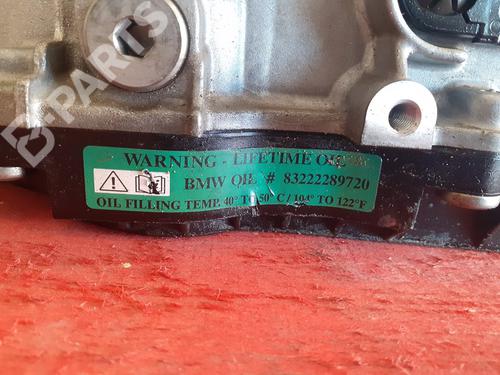 B-PARTS
WARNING - LIFETIME OIL
BMW OIL # 83222289720
OIL FILLING TEMP. 40° TO 50° C / 104° TO 122°F